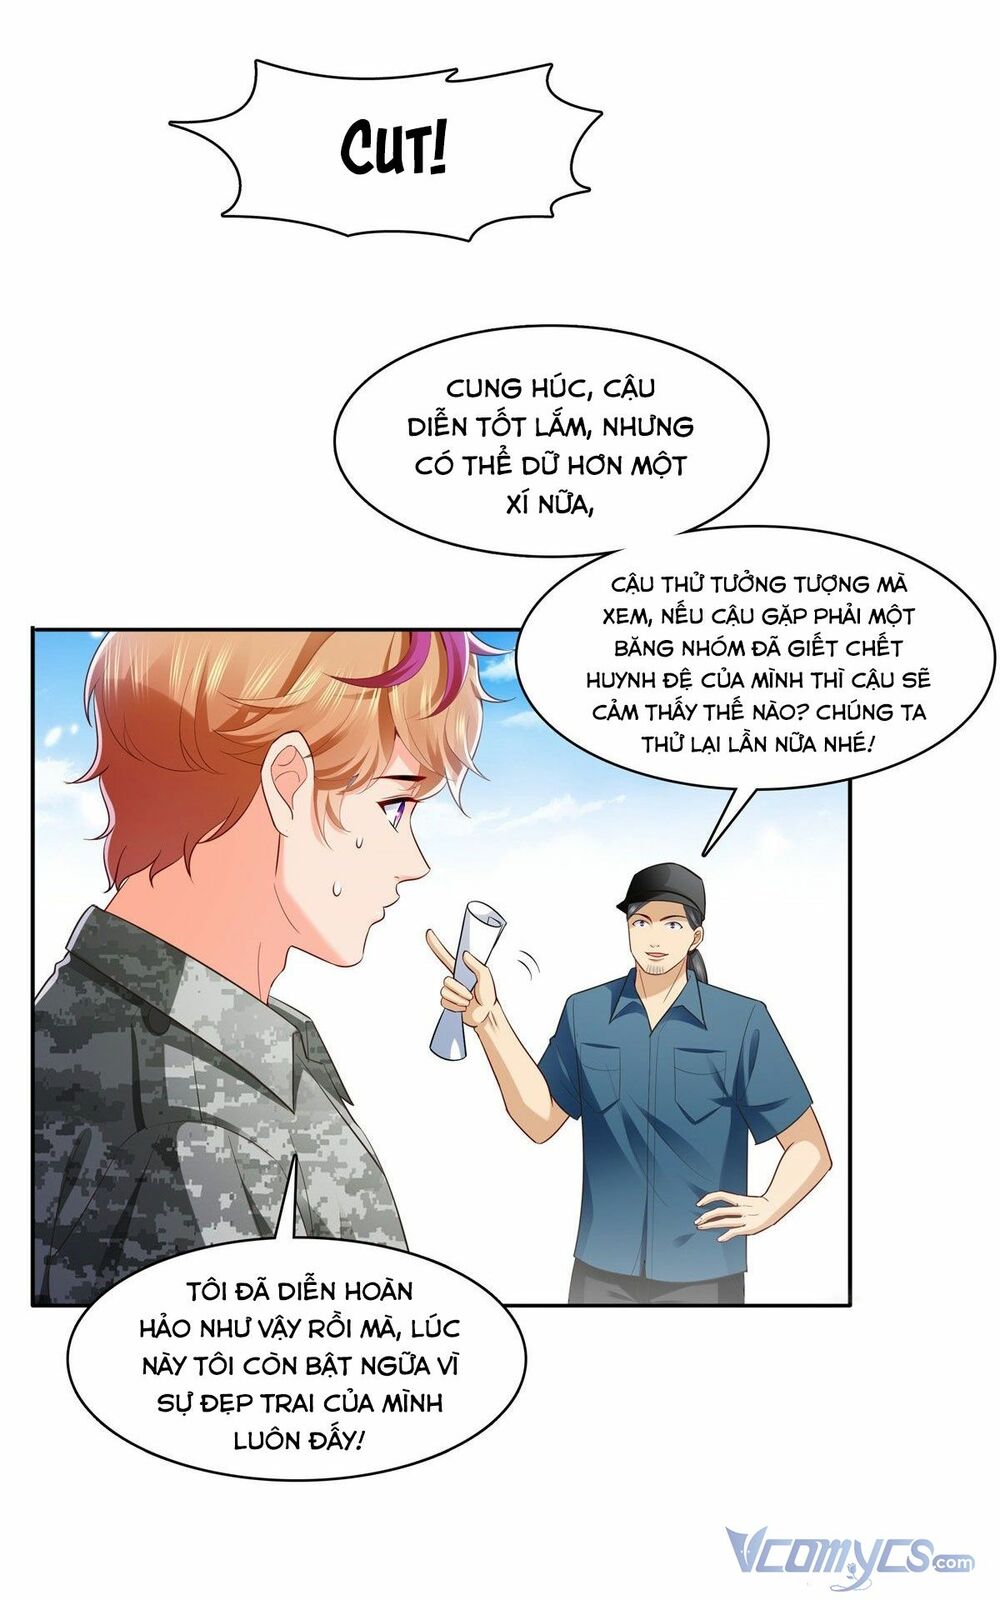 CUT!
CUNG HÚC, CẬU
DIỄN TỐT LẮM, NHƯNG
CÓ THỂ DỮ HƠN MỘT
XÍ NỮA,
CẬU THỬ TƯỞNG TƯỢNG MÀ
XEM, NẾU CẬU GẶP PHẢI MỘT
BĂNG NHÓM ĐÃ GIẾT CHẾT
HUYNH ĐỆ CỦA MÌNH THÌ CẬU SẼ
CẢM THẤY THẾ NÀO? CHÚNG TA
THỬ LẠI LẦN NỮA NHÉ!
TÔI ĐÃ DIỄN HOÀN
HẢO NHƯ VẬY RỒI MÀ, LÚC
NÀY TÔI CÒN BẬT NGỮA VÌ
SỰ ĐẸP TRAI CỦA MÌNH
LUÔN ĐẤY!
Vcomycs.com